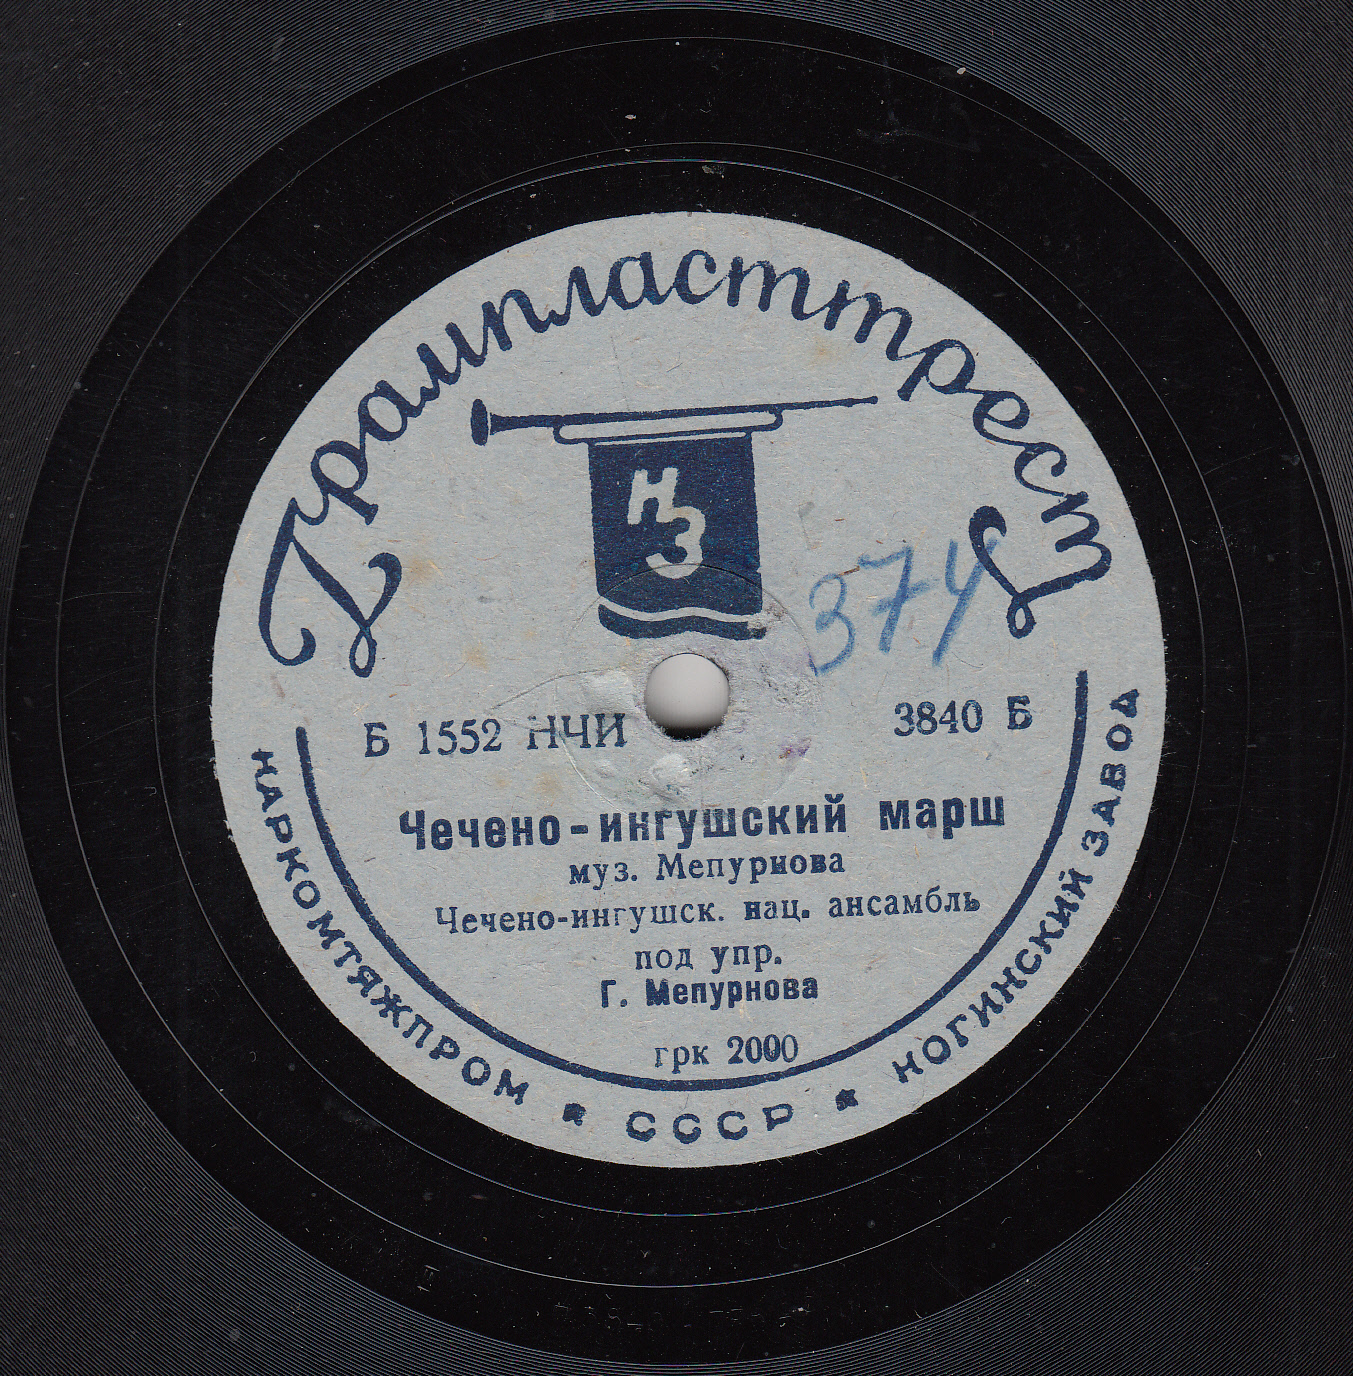 Грампласттрест
НЗ
374
Б 1552 НЧИ 3840 Б
Чечено-ингушский марш
муз. Мепурнова
Чечено-ингушск. нац. ансамбль
под упр.
Г. Мепурнова
грк 2000
НАРКОМТЯЖПРОМ * СССР * НОГИНСКИЙ ЗАВОД